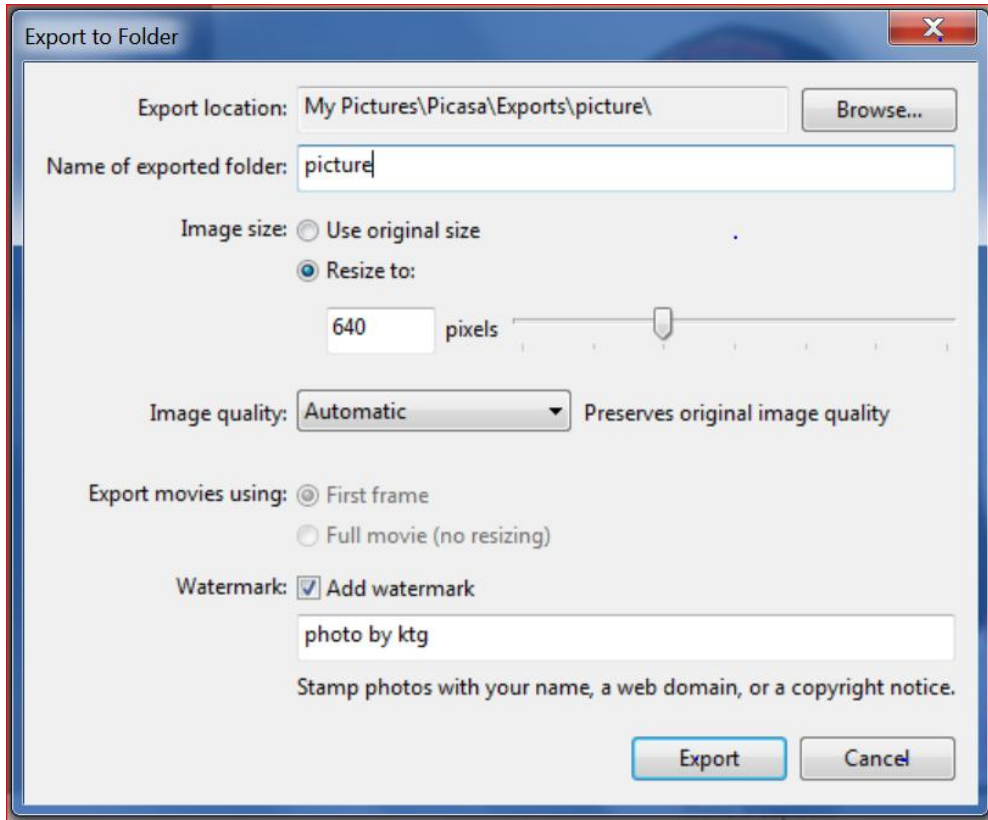 Export to Folder
Export location: My Pictures\Picasa\Exports\picture\ Browse...
Name of exported folder: picture
Image size: Use original size
Resize to:
640 pixels
Image quality: Automatic Preserves original image quality
Export movies using: First frame
Full movie (no resizing)
Watermark: Add watermark
photo by ktg
Stamp photos with your name, a web domain, or a copyright notice.
Export Cancel